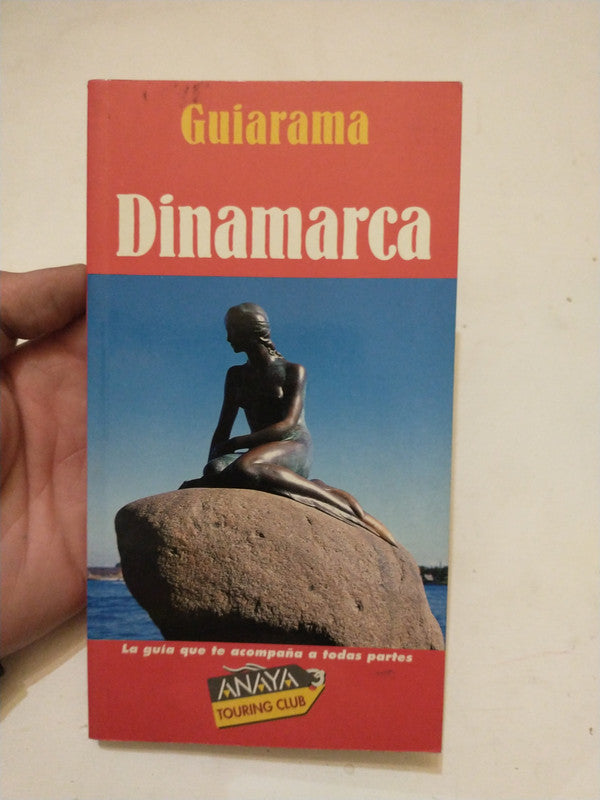 Guiarama
Dinamarca
La guía que te acompaña a todas partes
ANAYA
TOURING CLUB